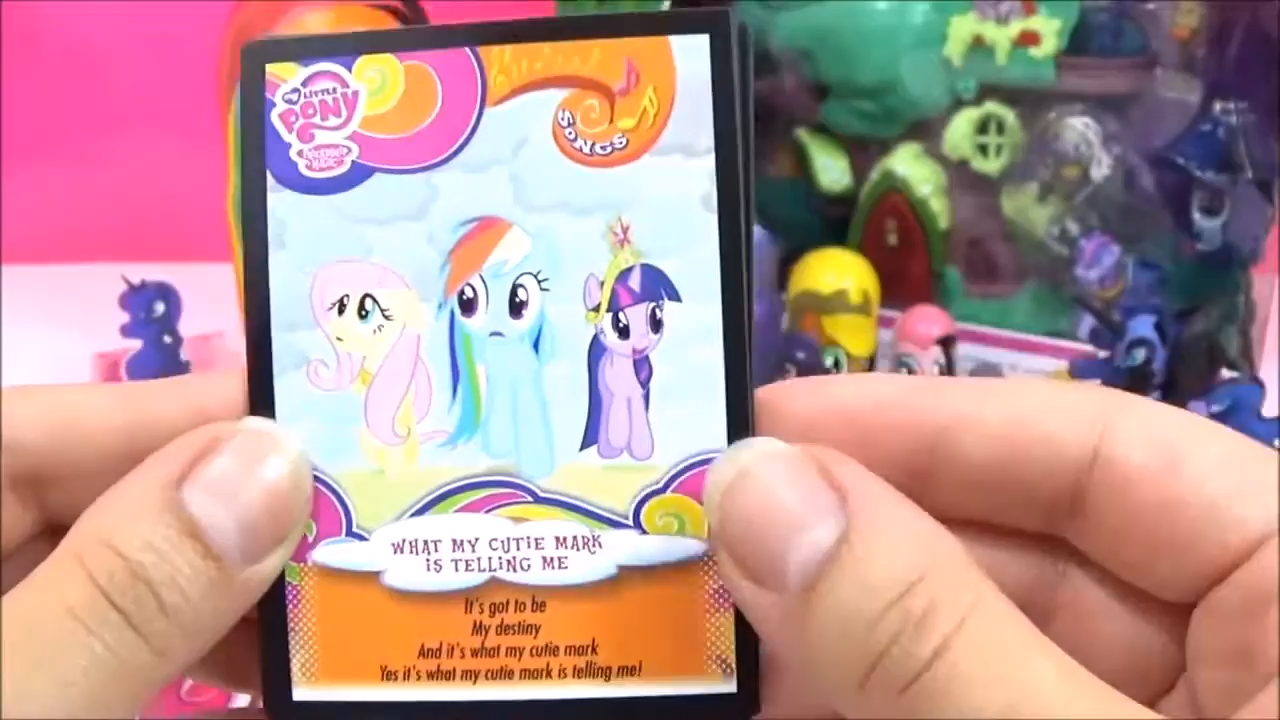 MY LITTLE
PONY
FRIENDSHIP
MAGIC
SONGS
WHAT MY CUTIE MARK
IS TELLING ME
It's got to be
My destiny
And it's what my cutie mark
Yes it's what my cutie mark is telling me!